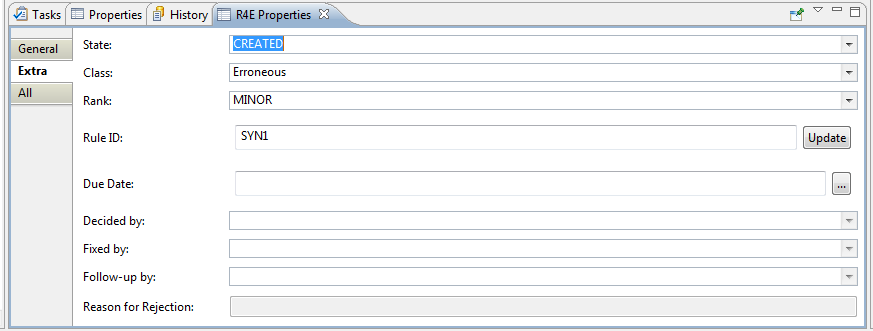 Tasks Properties History R4E Properties
General
Extra
All
State: CREATED
Class: Erroneous
Rank: MINOR
Rule ID: SYN1 Update
Due Date: ...
Decided by:
Fixed by:
Follow-up by:
Reason for Rejection: